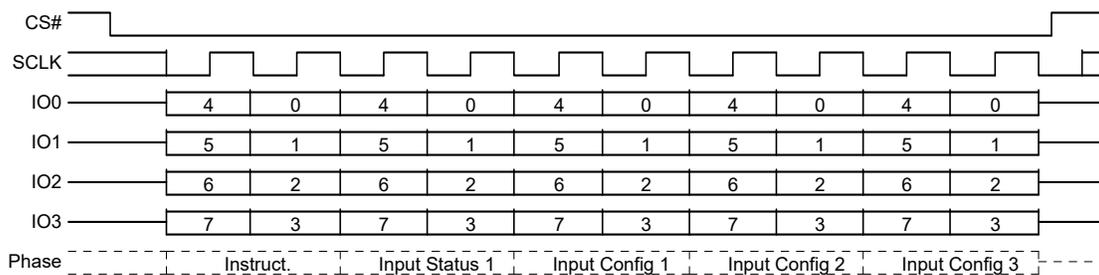 CS#
SCLK
IO0 4 0 4 0 4 0 4 0 4 0
IO1 5 1 5 1 5 1 5 1 5 1
IO2 6 2 6 2 6 2 6 2 6 2
IO3 7 3 7 3 7 3 7 3 7 3
Phase Instruct. Input Status 1 Input Config 1 Input Config 2 Input Config 3